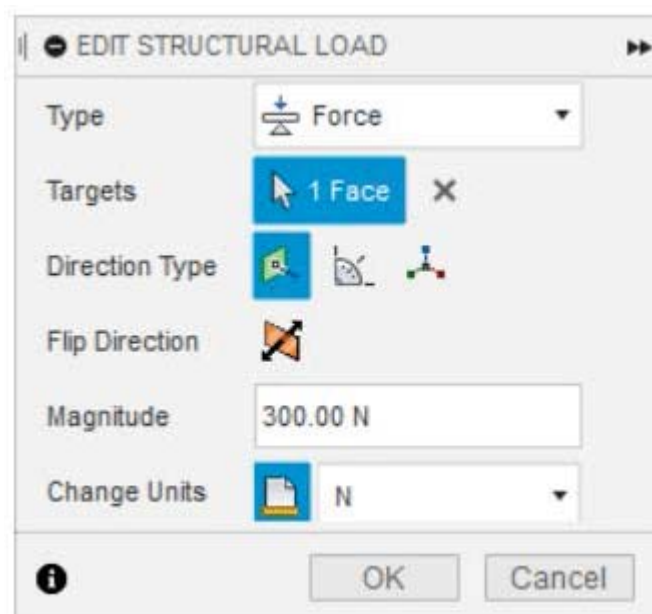 EDIT STRUCTURAL LOAD
Type Force
Targets 1 Face
Direction Type
Flip Direction
Magnitude 300.00 N
Change Units N
OK Cancel